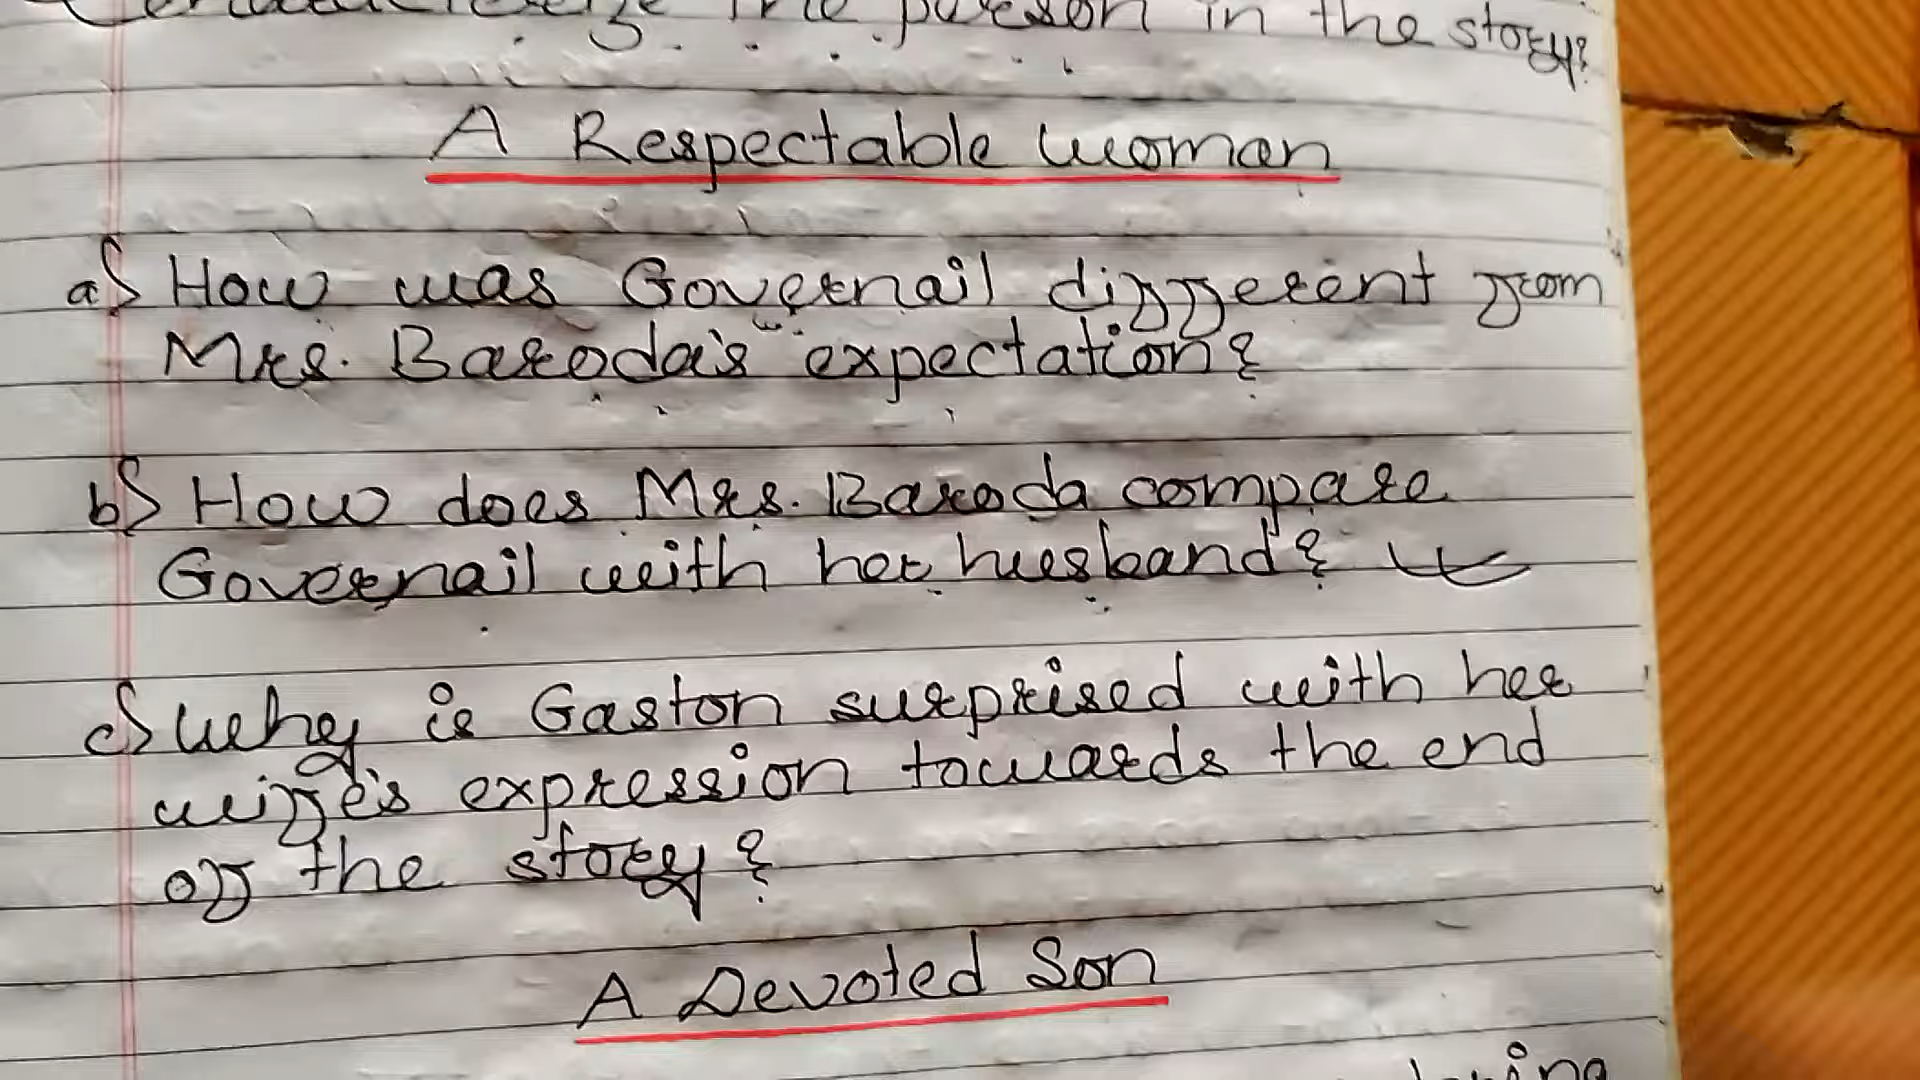 the person in the story?
A Respectable Woman
a) How was Governail different from
Mrs. Baroda's expectation?
b) How does Mrs. Baroda compare
Governail with her husband?
c) Why is Gaston surprised with her
wife's expression towards the end
of the story?
A Devoted Son